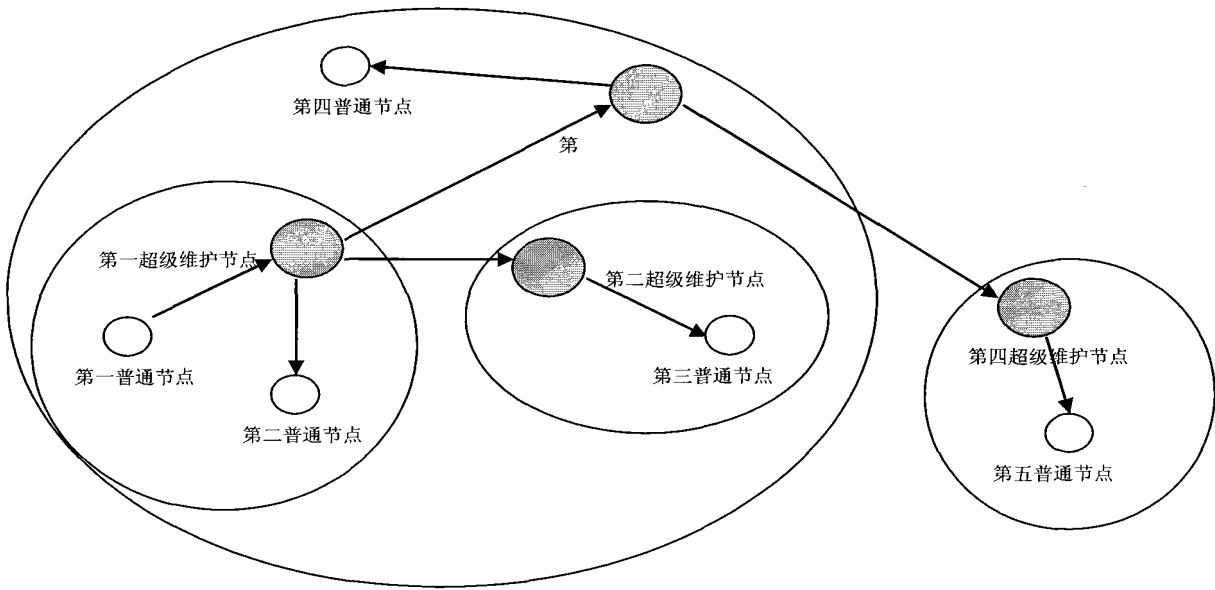 第四普通节点
第
第一超级维护节点
第二超级维护节点
第一普通节点
第三普通节点
第四超级维护节点
第二普通节点
第五普通节点